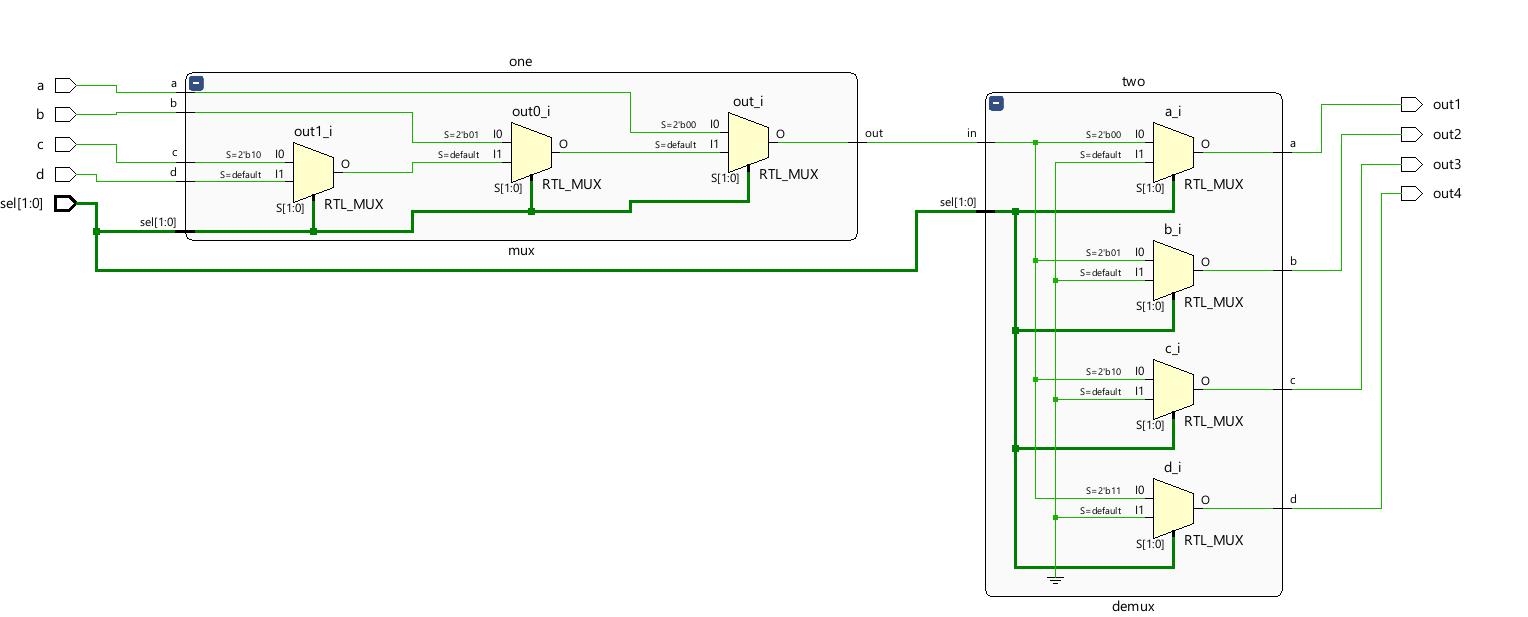 one
a
b
c
d
sel[1:0]
a
b
c
d
sel[1:0]
out1_i
S=2'b10 I0
S=default I1
O
S[1:0]
RTL_MUX
out0_i
S=2'b01 I0
S=default I1
O
S[1:0]
RTL_MUX
out_i
S=2'b00 I0
S=default I1
O
S[1:0]
RTL_MUX
out
mux
two
in
sel[1:0]
a_i
S=2'b00 I0
S=default I1
O
S[1:0]
RTL_MUX
a
b_i
S=2'b01 I0
S=default I1
O
S[1:0]
RTL_MUX
b
c_i
S=2'b10 I0
S=default I1
O
S[1:0]
RTL_MUX
c
d_i
S=2'b11 I0
S=default I1
O
S[1:0]
RTL_MUX
d
demux
out1
out2
out3
out4